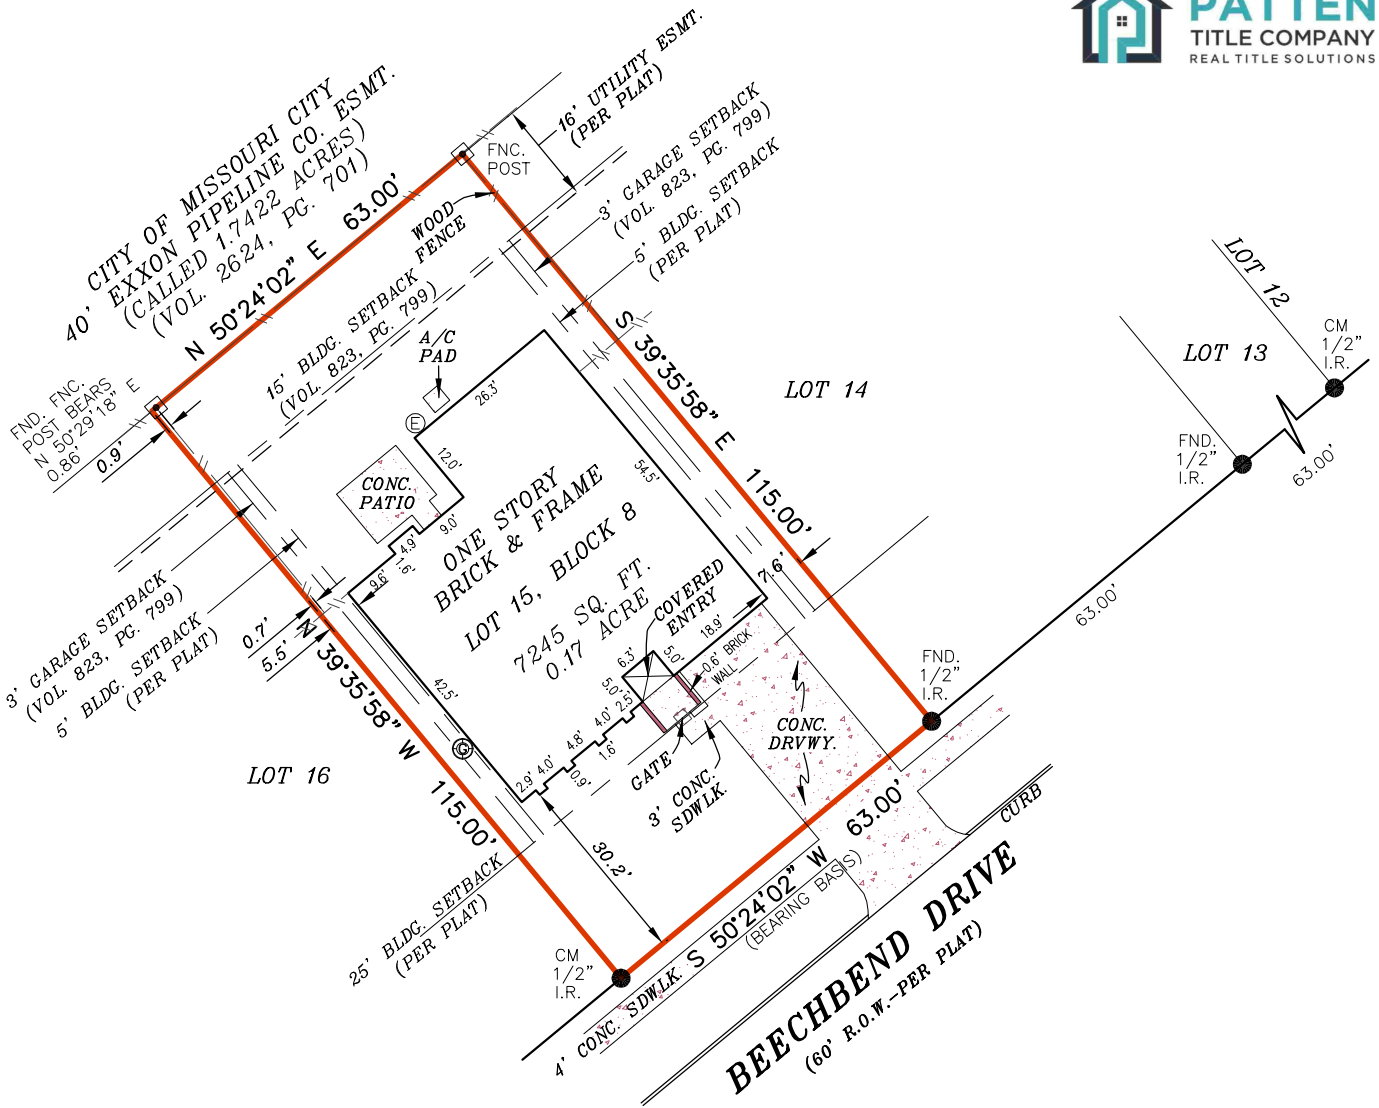 PATTEN
TITLE COMPANY
REAL TITLE SOLUTIONS
16' UTILITY ESMT.
(PER PLAT)
CITY OF MISSOURI CITY
40' EXXON PIPELINE CO. ESMT.
(CALLED 1.7422 ACRES)
(VOL. 2624, PG. 701)
N 50°24'02" E 63.00'
FNC.
POST
WOOD
FENCE
3' GARAGE SETBACK
(VOL. 823, PG. 799)
5' BLDG. SETBACK
(PER PLAT)
15' BLDG. SETBACK
(VOL. 823, PG. 799)
A/C
PAD
FND. FNC.
POST BEARS
N 50°29'18" E
0.86'
0.9'
S 39°35'58" E 115.00'
LOT 14
LOT 12
LOT 13
CM
1/2"
I.R.
FND.
1/2"
I.R.
63.00'
63.00'
E
26.3'
12.0'
CONC.
PATIO
9.0'
4.9'
1.6'
9.6'
54.5'
ONE STORY
BRICK & FRAME
LOT 15, BLOCK 8
7245 SQ. FT.
0.17 ACRE
COVERED
ENTRY
7.6'
18.9'
6.3'
5.0'
5.0'
2.5'
0.6' BRICK
WALL
3' GARAGE SETBACK
(VOL. 823, PG. 799)
5' BLDG. SETBACK
(PER PLAT)
0.7'
5.5'
N 39°35'58" W 115.00'
42.5'
G
4.0'
4.8'
1.6'
0.9'
4.0'
2.9'
GATE
3' CONC.
SDWLK.
CONC.
DRVWY.
FND.
1/2"
I.R.
LOT 16
30.2'
25' BLDG. SETBACK
(PER PLAT)
CM
1/2"
I.R.
S 50°24'02" W 63.00'
(BEARING BASIS)
4' CONC. SDWLK.
CURB
BEECHBEND DRIVE
(60' R.O.W.-PER PLAT)